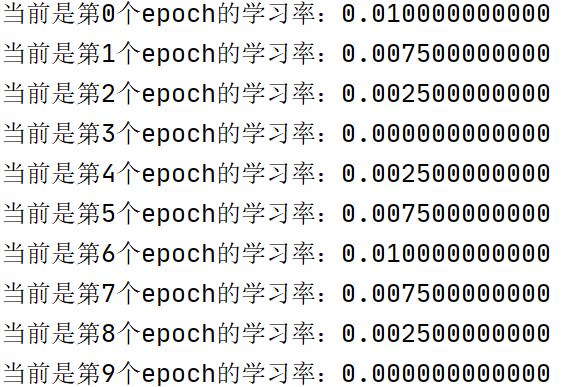 当前是第0个epoch的学习率：0.010000000000
当前是第1个epoch的学习率：0.007500000000
当前是第2个epoch的学习率：0.002500000000
当前是第3个epoch的学习率：0.000000000000
当前是第4个epoch的学习率：0.002500000000
当前是第5个epoch的学习率：0.007500000000
当前是第6个epoch的学习率：0.010000000000
当前是第7个epoch的学习率：0.007500000000
当前是第8个epoch的学习率：0.002500000000
当前是第9个epoch的学习率：0.000000000000